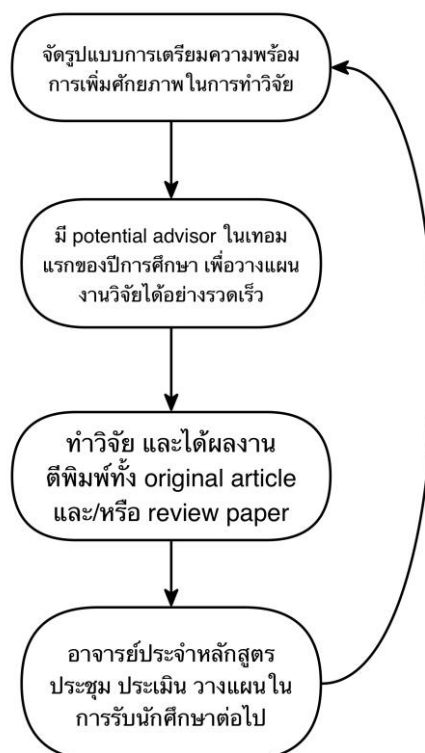 จัดรูปแบบการเตรียมความพร้อม
การเพิ่มศักยภาพในการทำวิจัย
มี potential advisor ในเทอม
แรกของปีการศึกษา เพื่อวางแผน
งานวิจัยได้อย่างรวดเร็ว
ทำวิจัย และได้ผลงาน
ตีพิมพ์ทั้ง original article
และ/หรือ review paper
อาจารย์ประจำหลักสูตร
ประชุม ประเมิน วางแผนใน
การรับนักศึกษาต่อไป